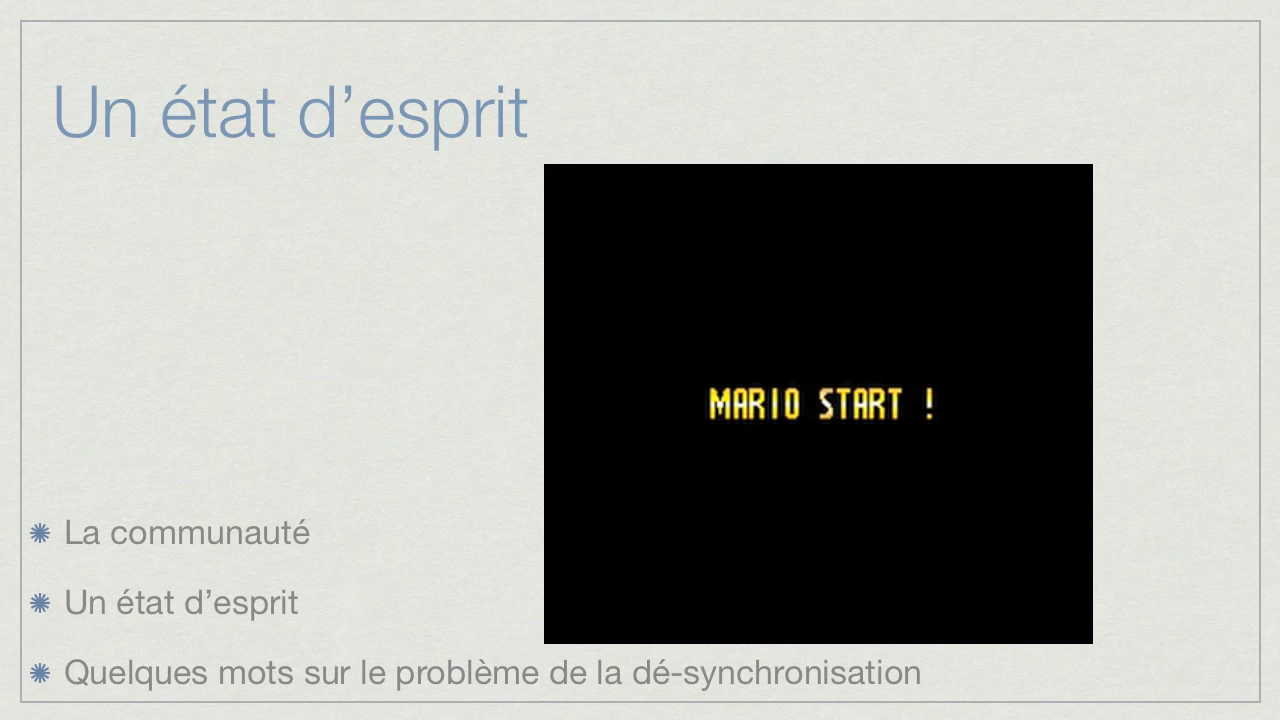 Un état d’esprit
MARIO START !
La communauté
Un état d’esprit
Quelques mots sur le problème de la dé-synchronisation